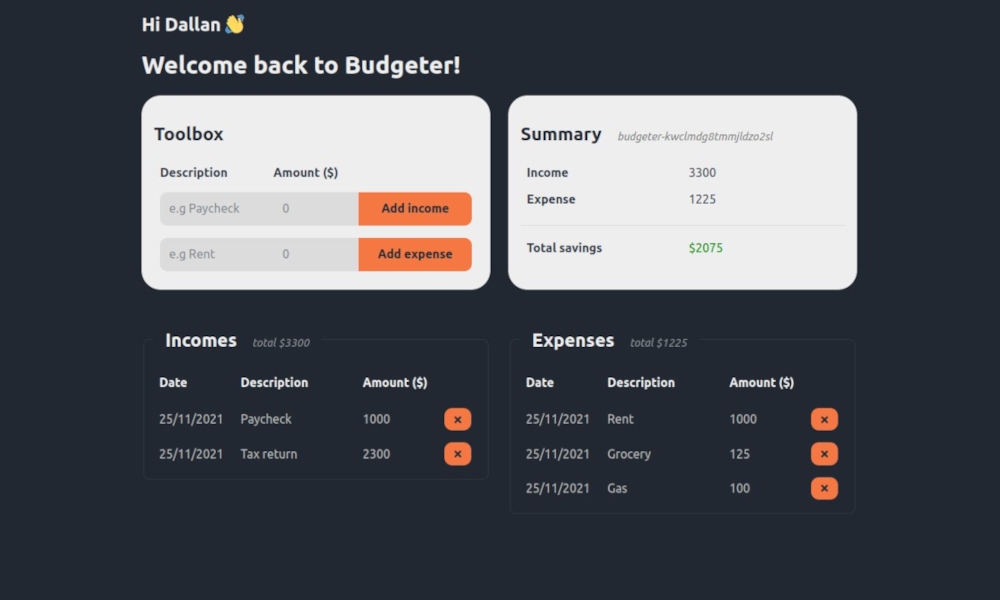 Hi Dallan 👋
Welcome back to Budgeter!
Toolbox
Description Amount ($)
e.g Paycheck 0 Add income
e.g Rent 0 Add expense
Summary budgeter-kwclmdg8tmmjldzo2sl
Income 3300
Expense 1225
Total savings $2075
Incomes total $3300
Date Description Amount ($)
25/11/2021 Paycheck 1000 ×
25/11/2021 Tax return 2300 ×
Expenses total $1225
Date Description Amount ($)
25/11/2021 Rent 1000 ×
25/11/2021 Grocery 125 ×
25/11/2021 Gas 100 ×